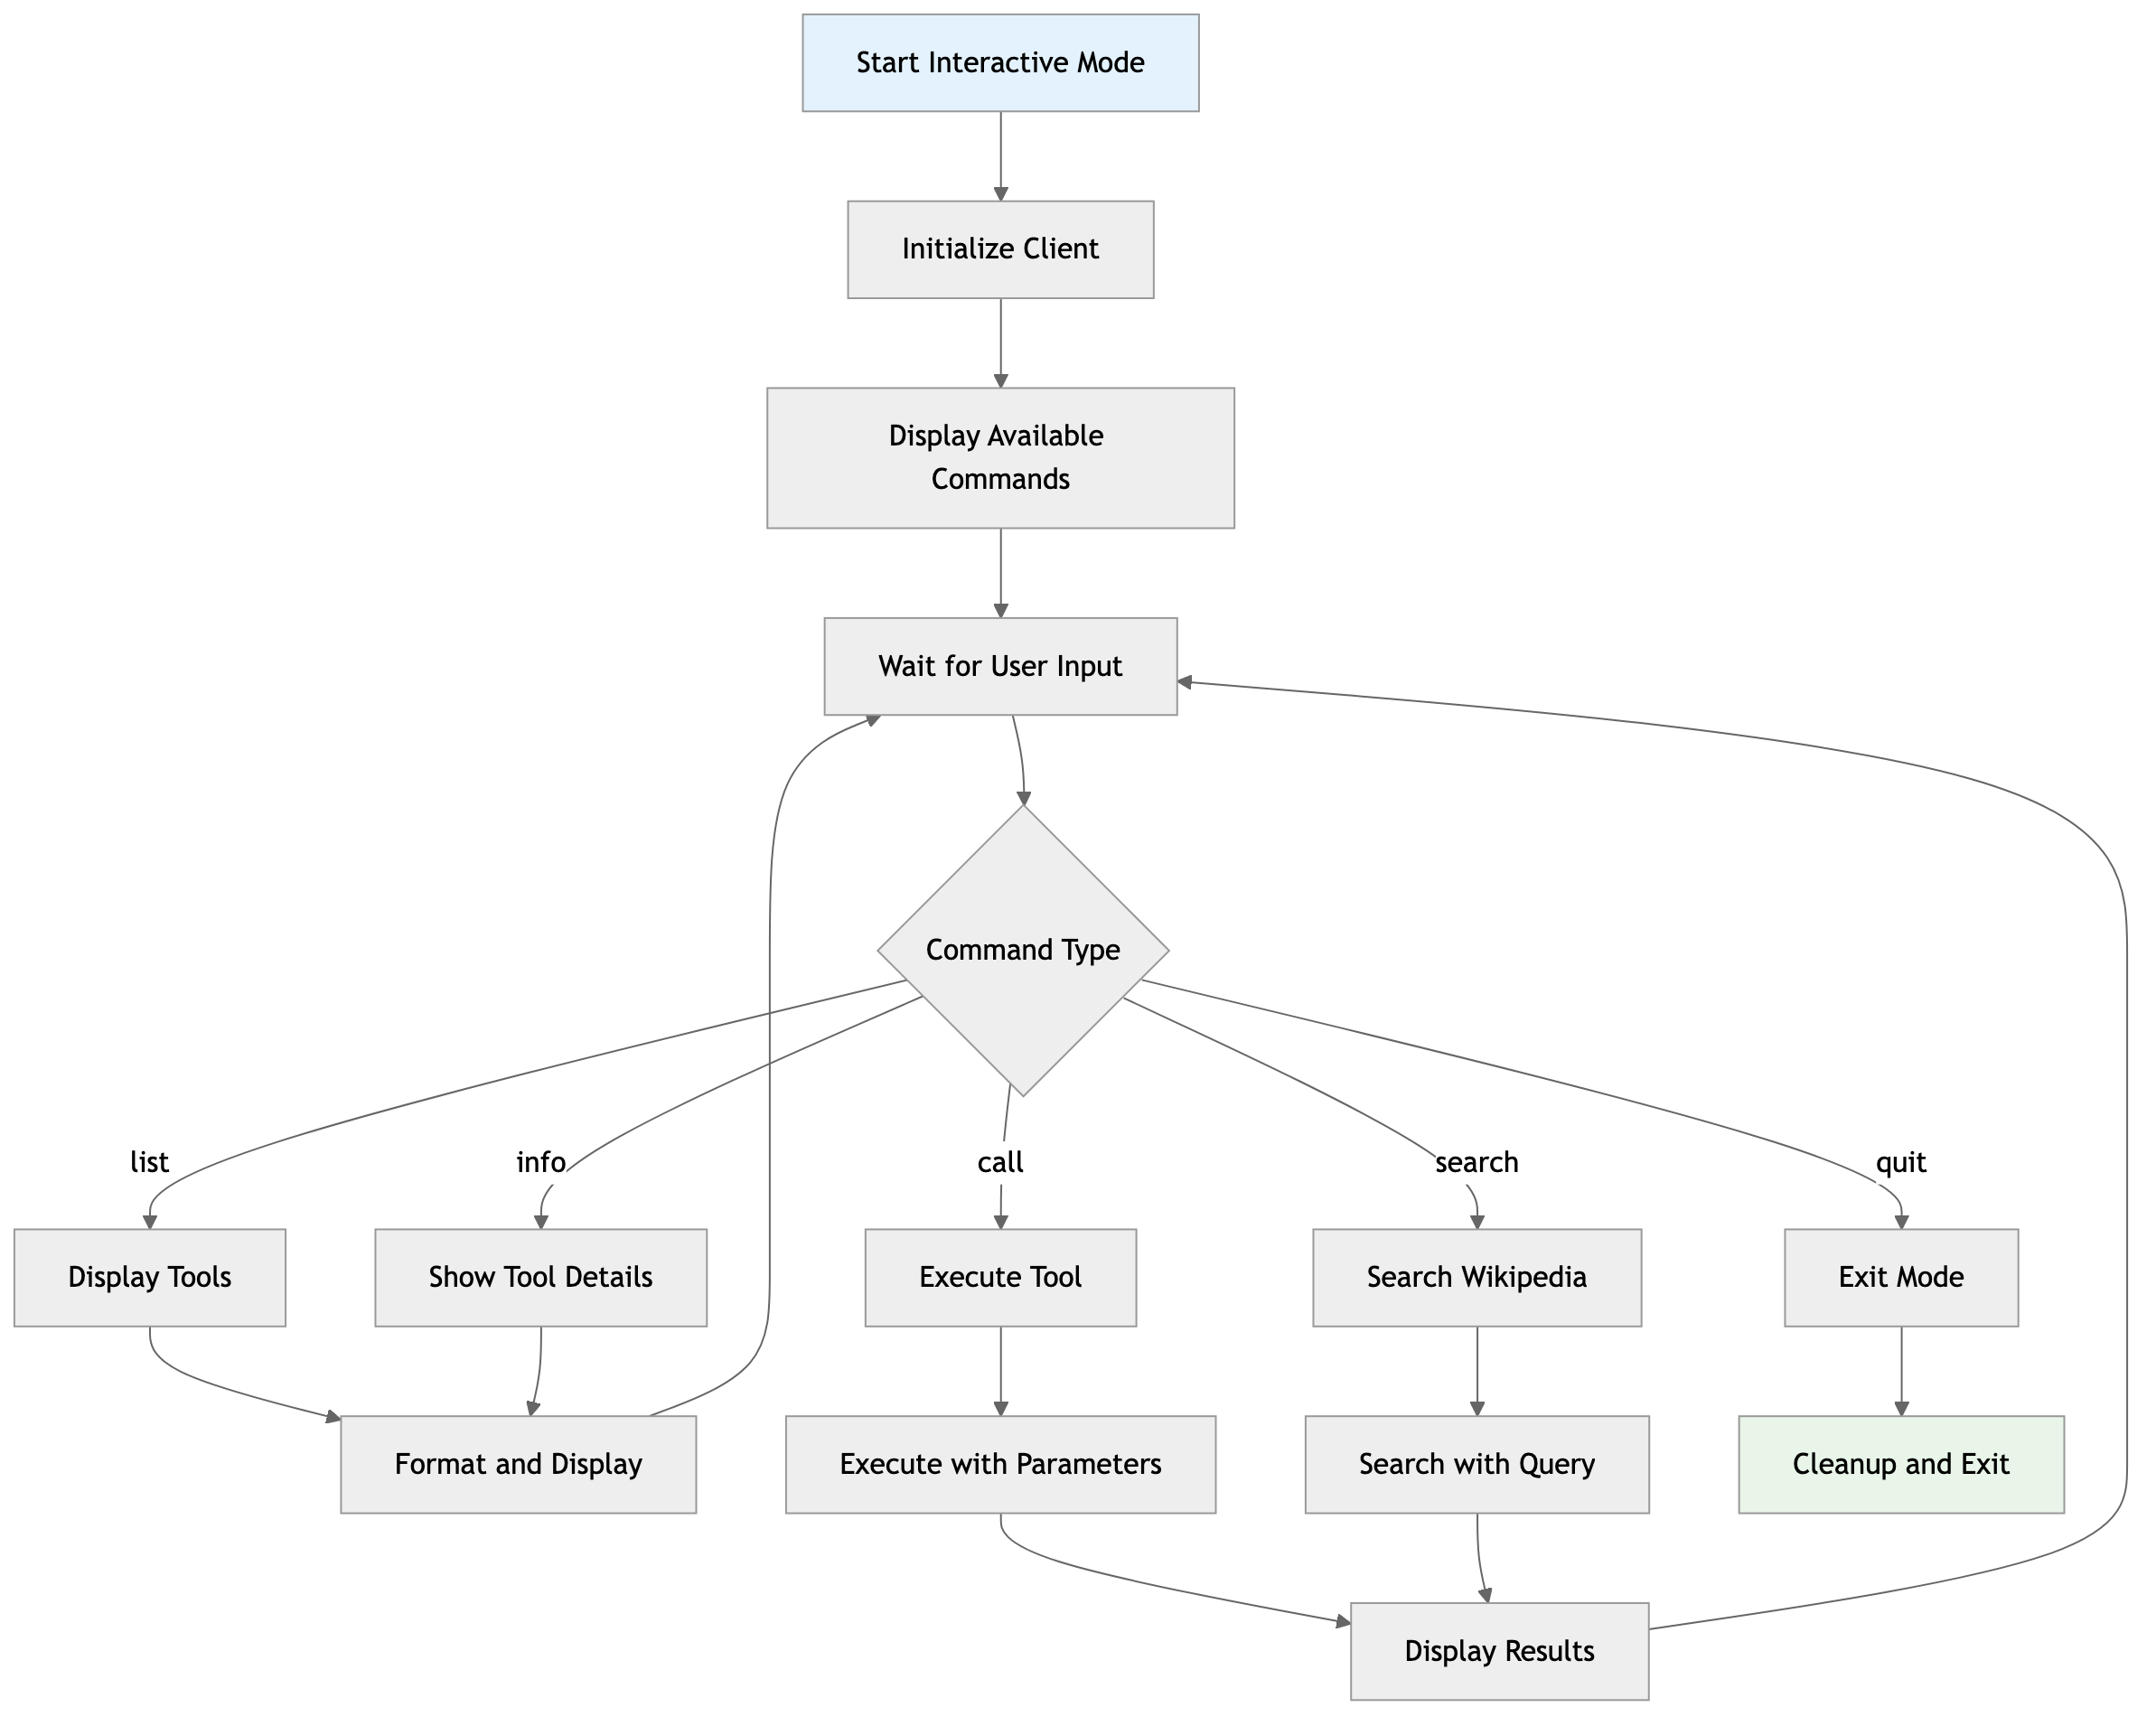 Start Interactive Mode
Initialize Client
Display Available
Commands
Wait for User Input
Command Type
list
info
call
search
quit
Display Tools
Show Tool Details
Execute Tool
Search Wikipedia
Exit Mode
Format and Display
Execute with Parameters
Search with Query
Cleanup and Exit
Display Results